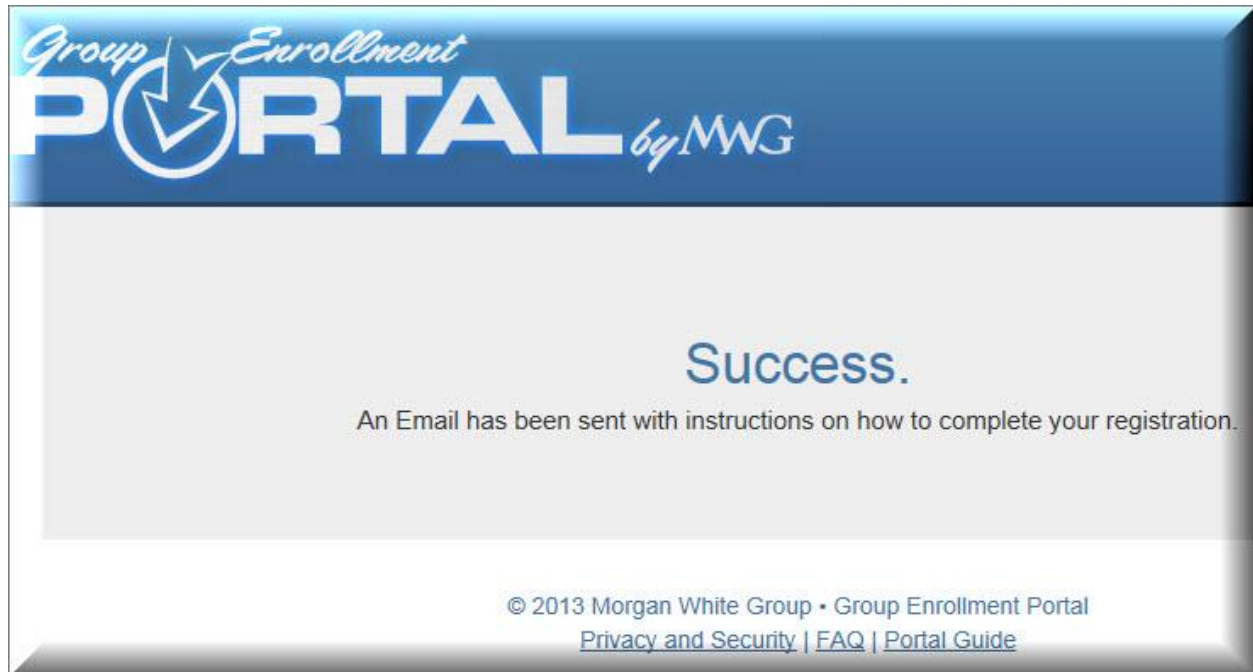 Group Enrollment
PORTAL by MWG
Success.
An Email has been sent with instructions on how to complete your registration.
© 2013 Morgan White Group • Group Enrollment Portal
Privacy and Security | FAQ | Portal Guide